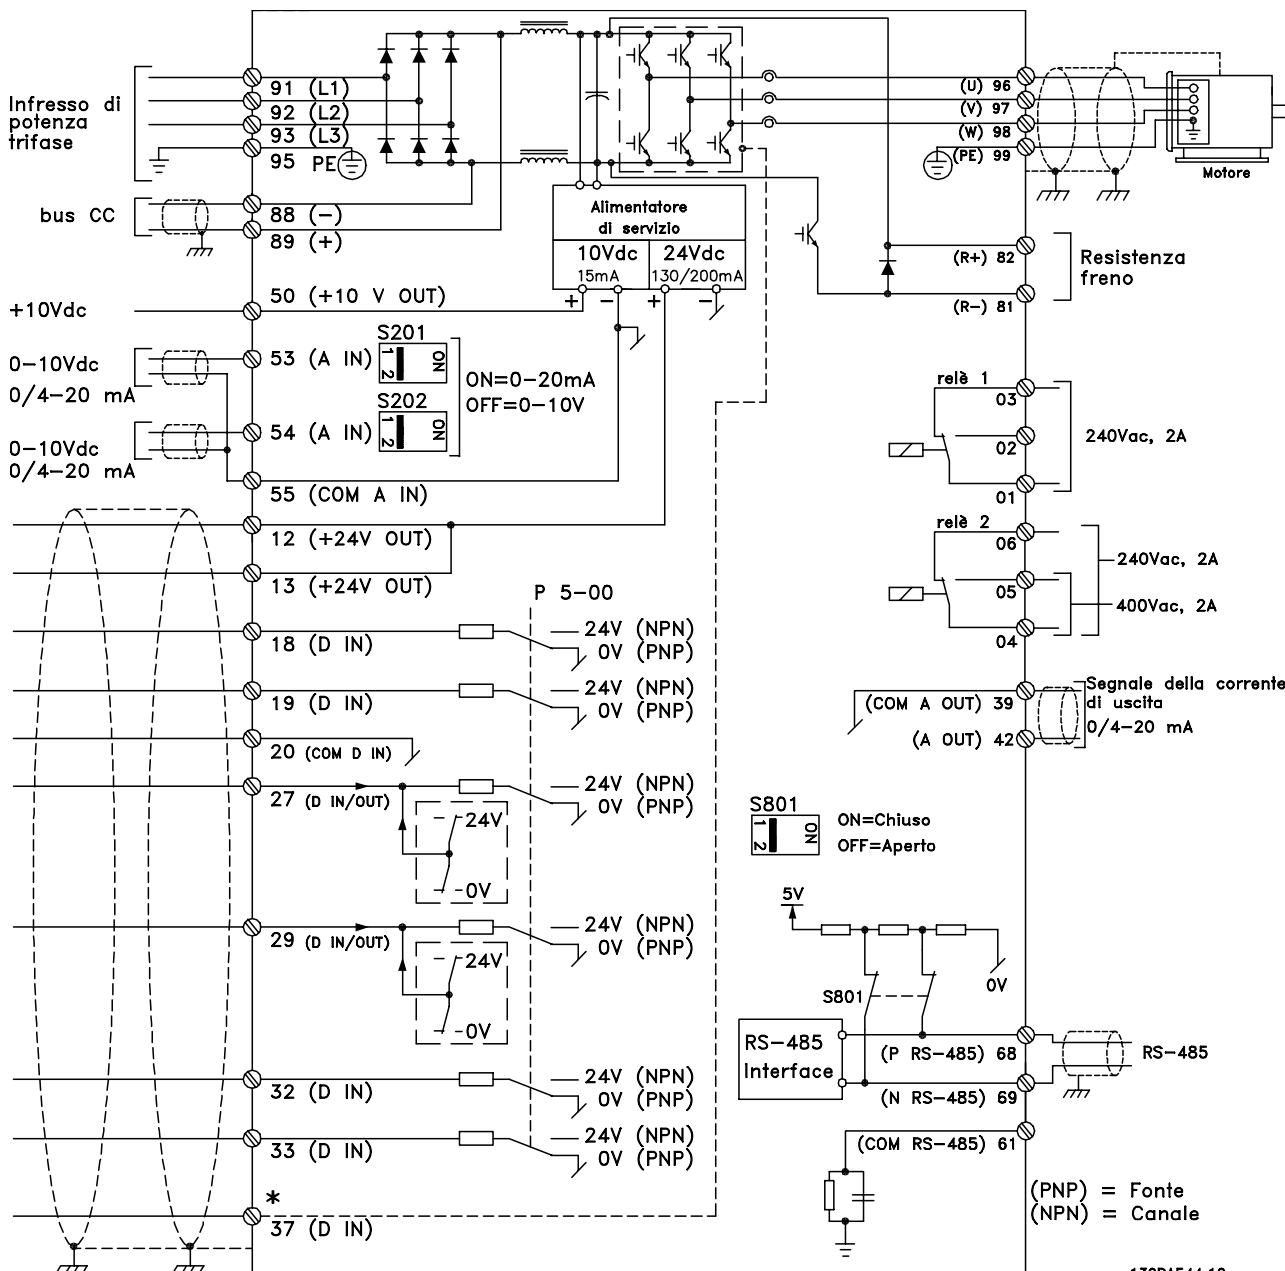 Infresso di
potenza
trifase
91 (L1)
92 (L2)
93 (L3)
95 PE
bus CC
88 (−)
89 (+)
+10Vdc
50 (+10 V OUT)
0−10Vdc
0/4−20 mA
53 (A IN)
S201
1 2
ON
ON=0−20mA
OFF=0−10V
0−10Vdc
0/4−20 mA
54 (A IN)
S202
1 2
ON
55 (COM A IN)
12 (+24V OUT)
13 (+24V OUT)
P 5-00
18 (D IN)
24V (NPN)
0V (PNP)
19 (D IN)
24V (NPN)
0V (PNP)
20 (COM D IN)
27 (D IN/OUT)
24V (NPN)
0V (PNP)
24V
0V
29 (D IN/OUT)
24V (NPN)
0V (PNP)
24V
0V
32 (D IN)
24V (NPN)
0V (PNP)
33 (D IN)
24V (NPN)
0V (PNP)
*
37 (D IN)
Alimentatore
di servizio
10Vdc
15mA
24Vdc
130/200mA
+ − + −
(U) 96
(V) 97
(W) 98
(PE) 99
Motore
(R+) 82
Resistenza
freno
(R−) 81
relè 1
03
02
01
240Vac, 2A
relè 2
06
05
04
240Vac, 2A
400Vac, 2A
(COM A OUT) 39
(A OUT) 42
Segnale della corrente
di uscita
0/4−20 mA
S801
1 2
ON
ON=Chiuso
OFF=Aperto
5V
0V
S801
RS-485
Interface
(P RS-485) 68
(N RS-485) 69
RS-485
(COM RS-485) 61
(PNP) = Fonte
(NPN) = Canale